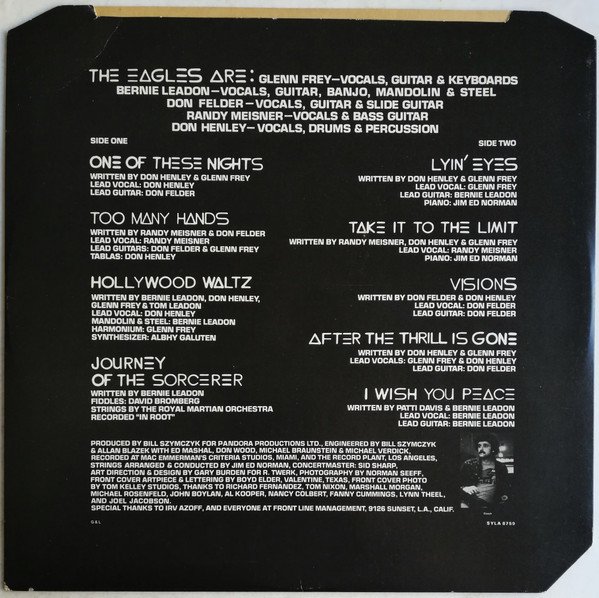 THE EAGLES ARE: GLENN FREY—VOCALS, GUITAR & KEYBOARDS
BERNIE LEADON—VOCALS, GUITAR, BANJO, MANDOLIN & STEEL
DON FELDER—VOCALS, GUITAR & SLIDE GUITAR
RANDY MEISNER—VOCALS & BASS GUITAR
DON HENLEY—VOCALS, DRUMS & PERCUSSION
SIDE ONE
ONE OF THESE NIGHTS
WRITTEN BY DON HENLEY & GLENN FREY
LEAD VOCAL: DON HENLEY
LEAD GUITAR: DON FELDER
TOO MANY HANDS
WRITTEN BY RANDY MEISNER & DON FELDER
LEAD VOCAL: RANDY MEISNER
LEAD GUITARS: DON FELDER & GLENN FREY
TABLAS: DON HENLEY
HOLLYWOOD WALTZ
WRITTEN BY BERNIE LEADON, DON HENLEY,
GLENN FREY & TOM LEADON
LEAD VOCAL: DON HENLEY
MANDOLIN & STEEL: BERNIE LEADON
HARMONIUM: GLENN FREY
SYNTHESIZER: ALBHY GALUTEN
JOURNEY
OF THE SORCERER
WRITTEN BY BERNIE LEADON
FIDDLES: DAVID BROMBERG
STRINGS BY THE ROYAL MARTIAN ORCHESTRA
RECORDED "IN ROOT"
SIDE TWO
LYIN' EYES
WRITTEN BY DON HENLEY & GLENN FREY
LEAD VOCAL: GLENN FREY
LEAD GUITAR: BERNIE LEADON
PIANO: JIM ED NORMAN
TAKE IT TO THE LIMIT
WRITTEN BY RANDY MEISNER, DON HENLEY & GLENN FREY
LEAD VOCAL: RANDY MEISNER
PIANO: JIM ED NORMAN
VISIONS
WRITTEN BY DON FELDER & DON HENLEY
LEAD VOCAL: DON FELDER
LEAD GUITAR: DON FELDER
AFTER THE THRILL IS GONE
WRITTEN BY DON HENLEY & GLENN FREY
LEAD VOCALS: GLENN FREY & DON HENLEY
LEAD GUITAR: DON FELDER
I WISH YOU PEACE
WRITTEN BY PATTI DAVIS & BERNIE LEADON
LEAD VOCAL: BERNIE LEADON
LEAD GUITAR: BERNIE LEADON
PRODUCED BY BILL SZYMCZYK FOR PANDORA PRODUCTIONS LTD., ENGINEERED BY BILL SZYMCZYK
& ALLAN BLAZEK WITH ED MASHAL, DON WOOD, MICHAEL BRAUNSTEIN & MICHAEL VERDICK,
RECORDED AT MAC EMMERMAN'S CRITERIA STUDIOS, MIAMI, AND THE RECORD PLANT, LOS ANGELES,
STRINGS ARRANGED & CONDUCTED BY JIM ED NORMAN, CONCERTMASTER: SID SHARP,
ART DIRECTION & DESIGN BY GARY BURDEN FOR R. TWERK, PHOTOGRAPHY BY NORMAN SEEFF,
FRONT COVER ARTPIECE & LETTERING BY BOYD ELDER, VALENTINE, TEXAS, FRONT COVER PHOTO
BY TOM KELLEY STUDIOS, THANKS TO RICHARD FERNANDEZ, TOM NIXON, MARSHALL MORGAN,
MICHAEL ROSENFELD, JOHN BOYLAN, AL KOOPER, NANCY COLBERT, FANNY CUMMINGS, LYNN THEEL,
AND JOEL JACOBSON.
SPECIAL THANKS TO IRV AZOFF, AND EVERYONE AT FRONT LINE MANAGEMENT, 9126 SUNSET, L.A., CALIF.
SYLA 8759